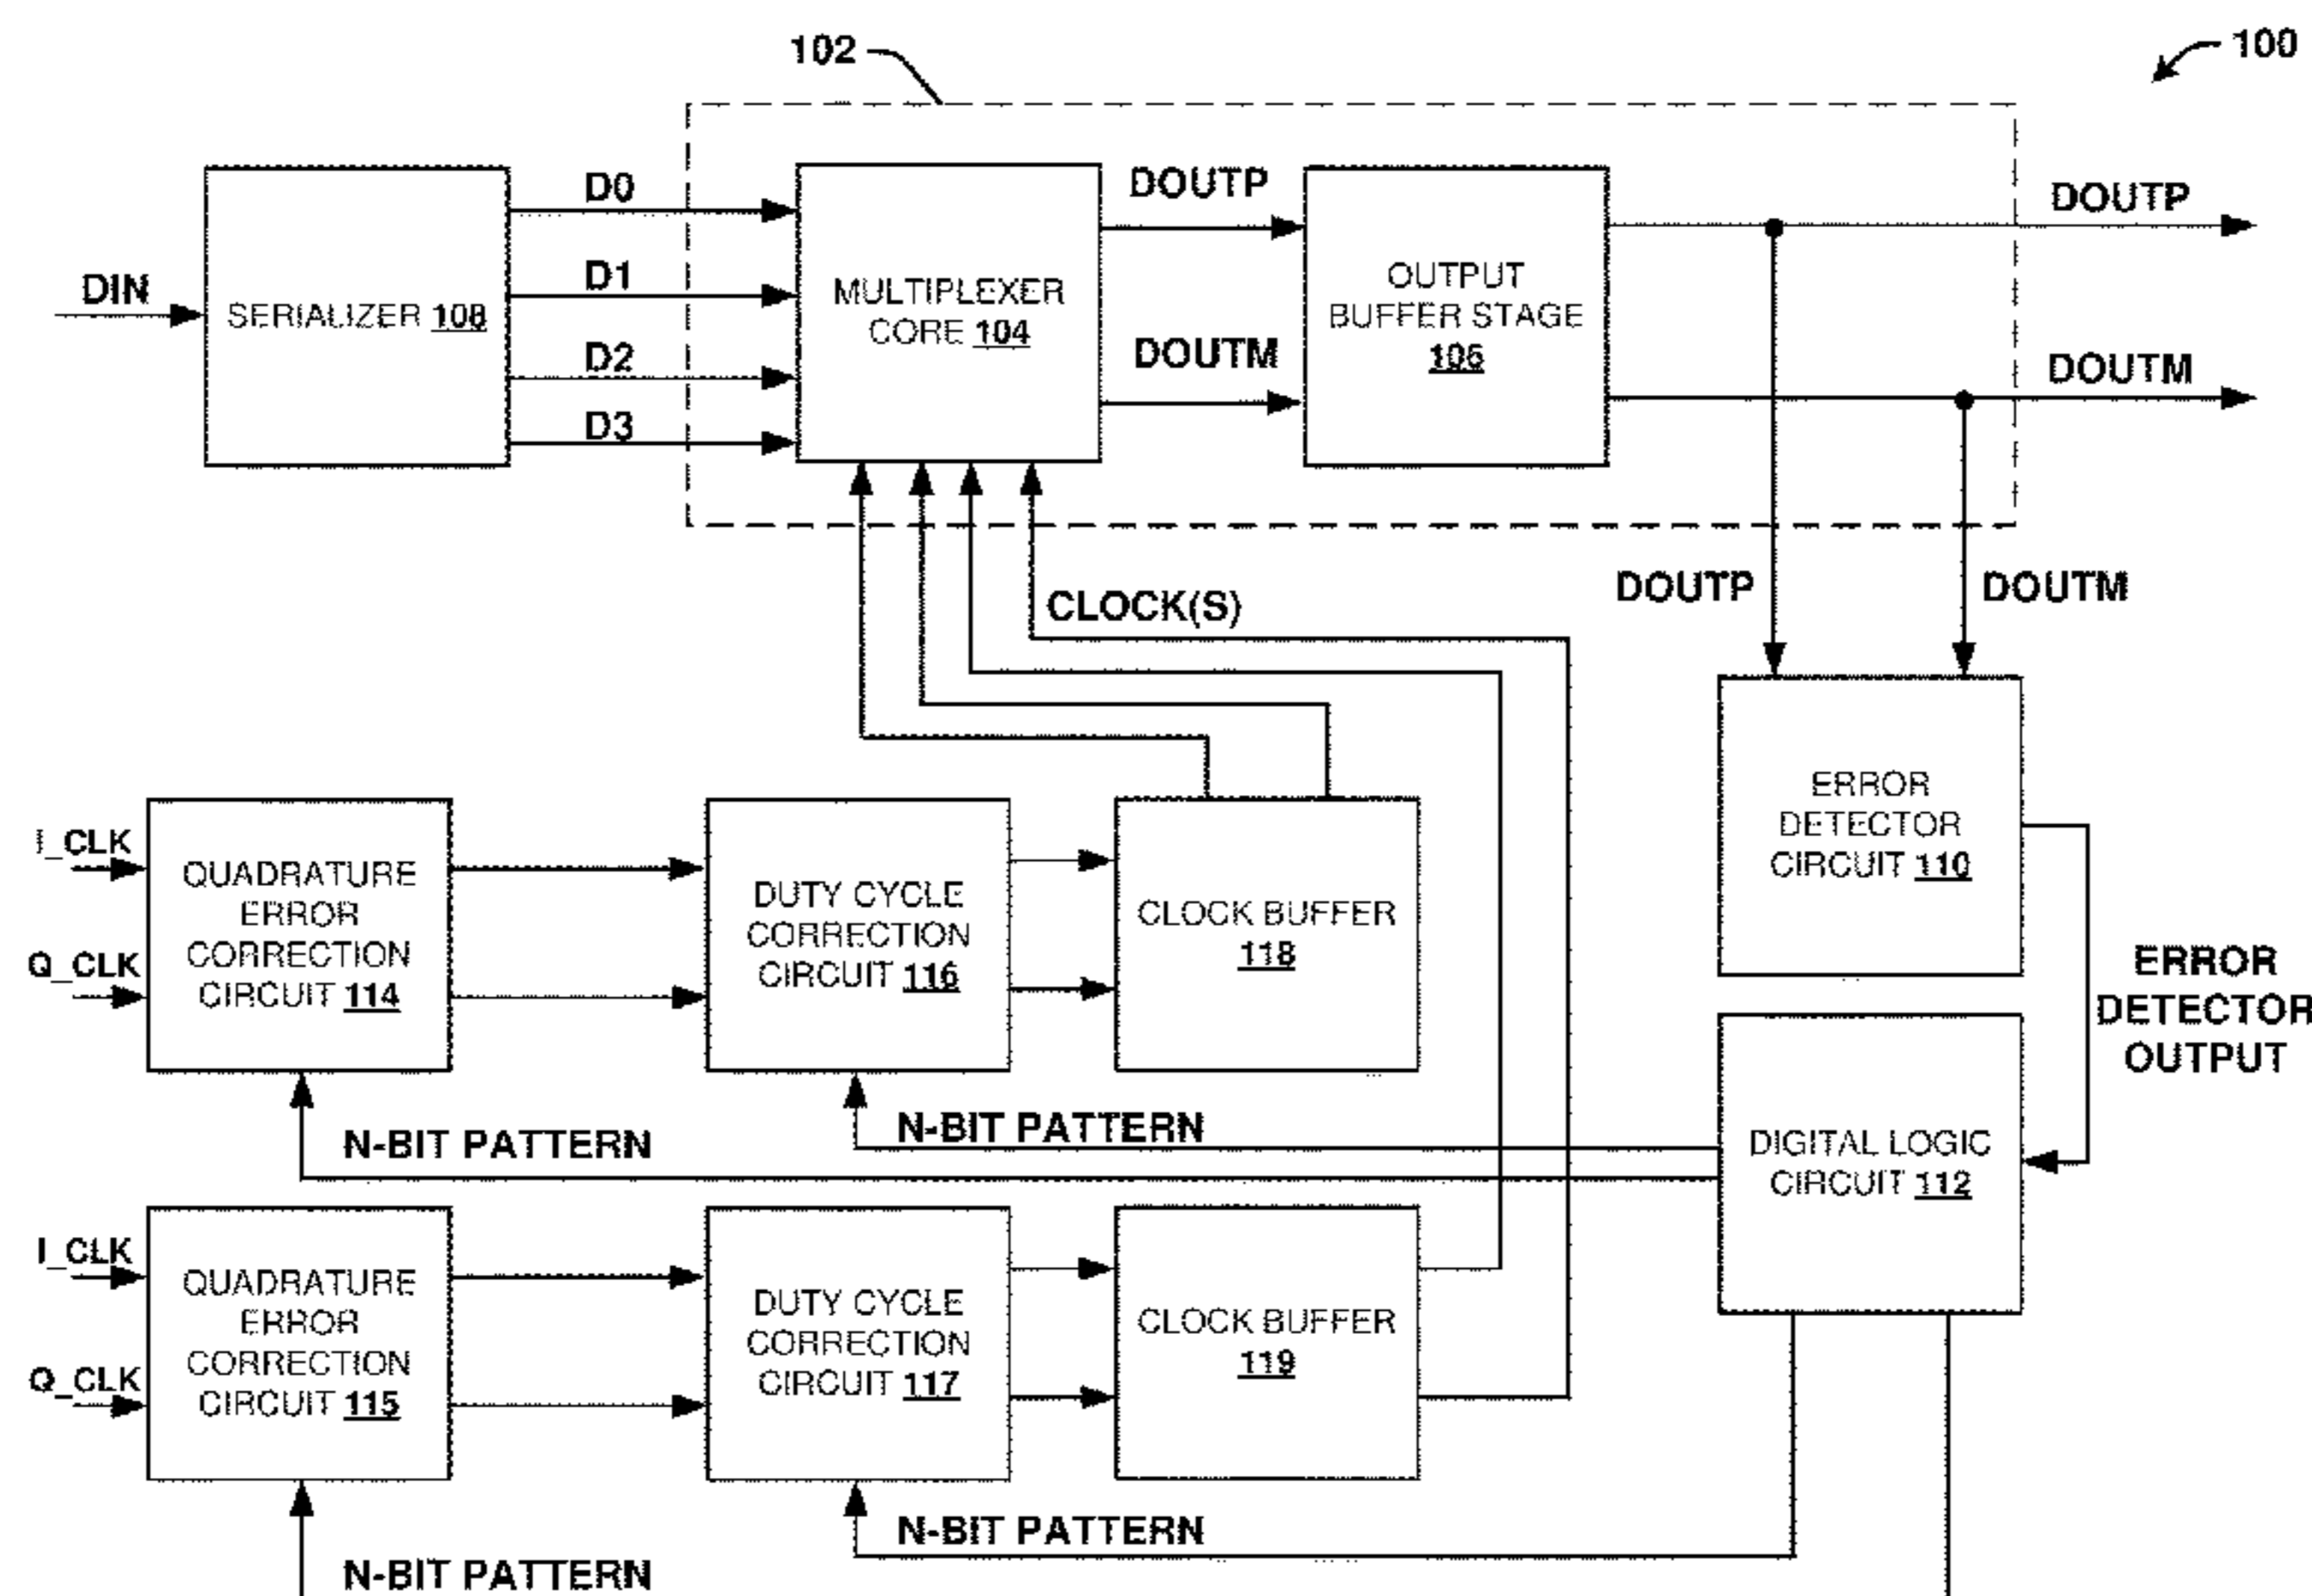 102
100
DIN
SERIALIZER 108
D0
D1
D2
D3
MULTIPLEXER
CORE 104
DOUTP
DOUTM
OUTPUT
BUFFER STAGE
106
DOUTP
DOUTM
CLOCK(S)
DOUTP
DOUTM
ERROR
DETECTOR
CIRCUIT 110
ERROR
DETECTOR
OUTPUT
I_CLK
Q_CLK
QUADRATURE
ERROR
CORRECTION
CIRCUIT 114
DUTY CYCLE
CORRECTION
CIRCUIT 116
CLOCK BUFFER
118
N-BIT PATTERN
N-BIT PATTERN
DIGITAL LOGIC
CIRCUIT 112
I_CLK
Q_CLK
QUADRATURE
ERROR
CORRECTION
CIRCUIT 115
DUTY CYCLE
CORRECTION
CIRCUIT 117
CLOCK BUFFER
119
N-BIT PATTERN
N-BIT PATTERN